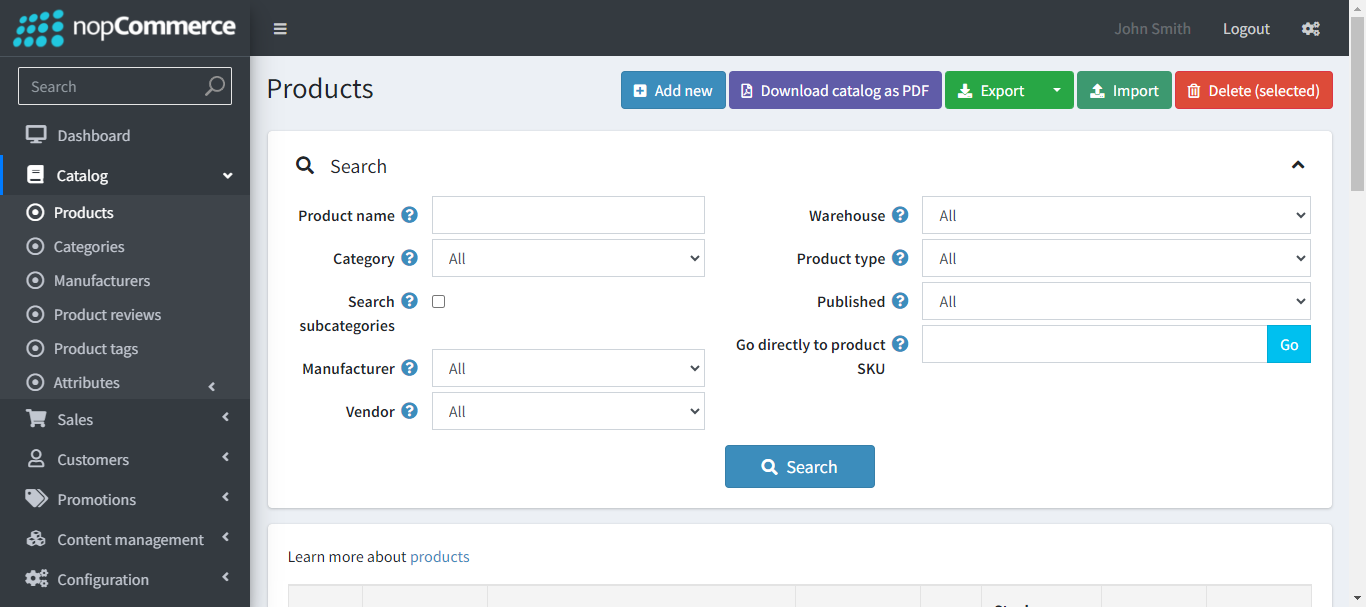 nopCommerce
John Smith
Logout
Search
Dashboard
Catalog
Products
Categories
Manufacturers
Product reviews
Product tags
Attributes
Sales
Customers
Promotions
Content management
Configuration
Products
Add new
Download catalog as PDF
Export
Import
Delete (selected)
Search
Product name
Category
All
Search
subcategories
Manufacturer
All
Vendor
All
Warehouse
All
Product type
All
Published
All
Go directly to product
SKU
Go
Search
Learn more about products